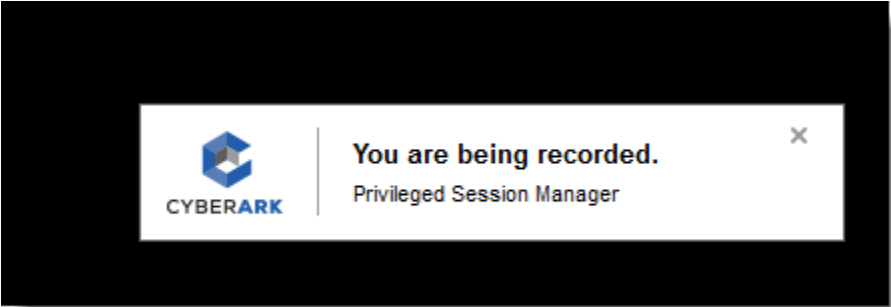 You are being recorded.
Privileged Session Manager
CYBERARK